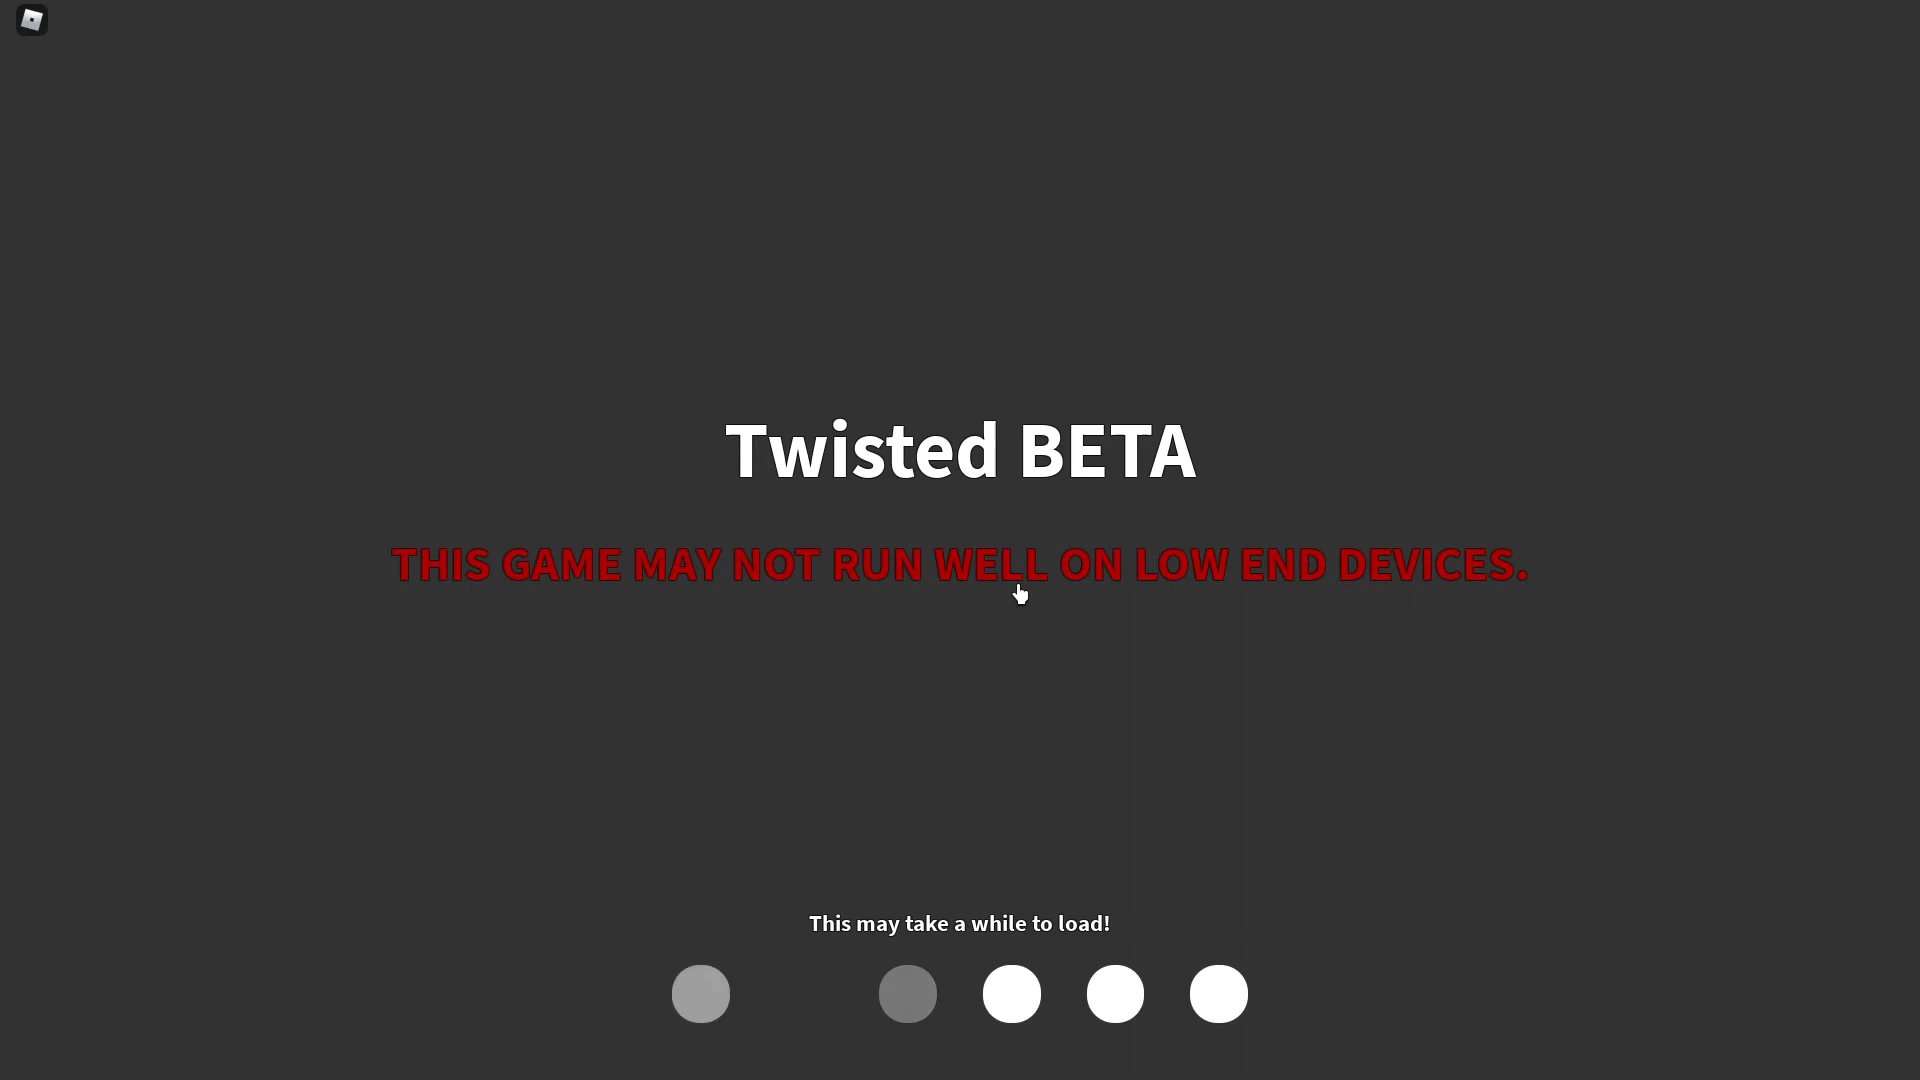 Twisted BETA
THIS GAME MAY NOT RUN WELL ON LOW END DEVICES.
This may take a while to load!